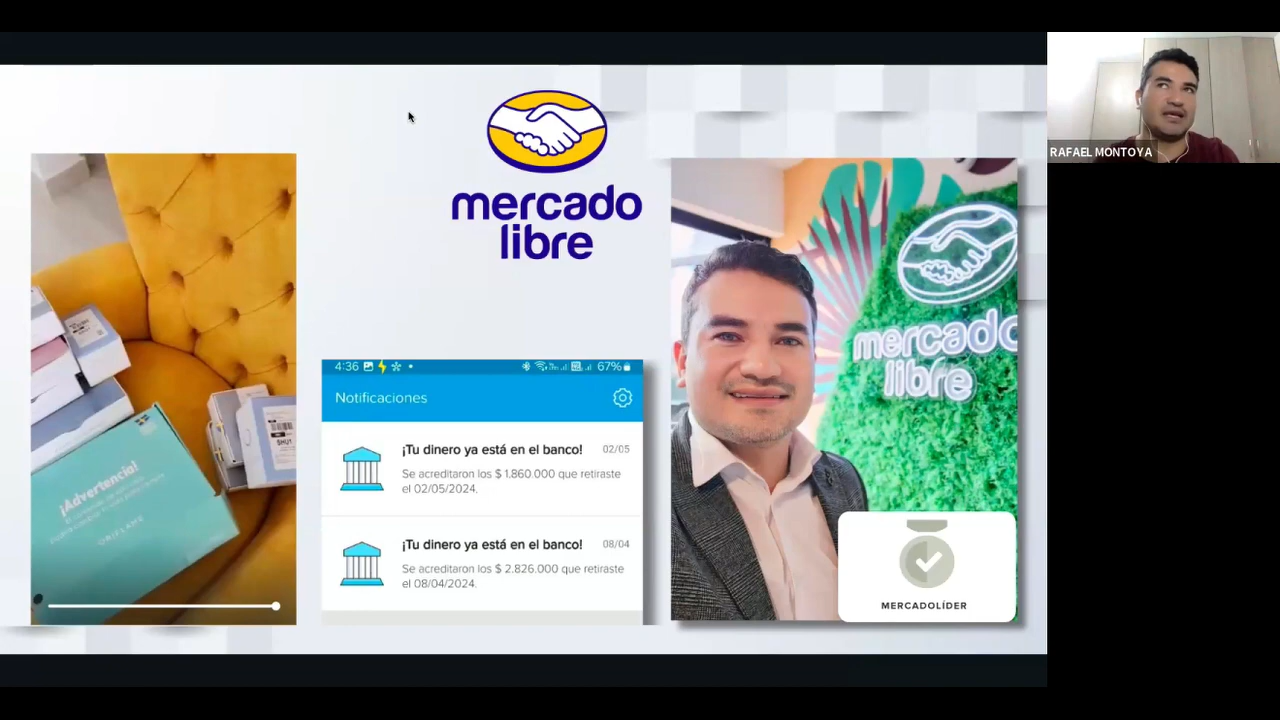 mercado
libre
¡Advertencia!
ORIFLAME
SHU1
4:36
67%
Notificaciones
¡Tu dinero ya está en el banco!
02/05
Se acreditaron los $ 1.860.000 que retiraste
el 02/05/2024.
¡Tu dinero ya está en el banco!
08/04
Se acreditaron los $ 2.826.000 que retiraste
el 08/04/2024.
mercado
libre
MERCADOLÍDER
RAFAEL MONTOYA